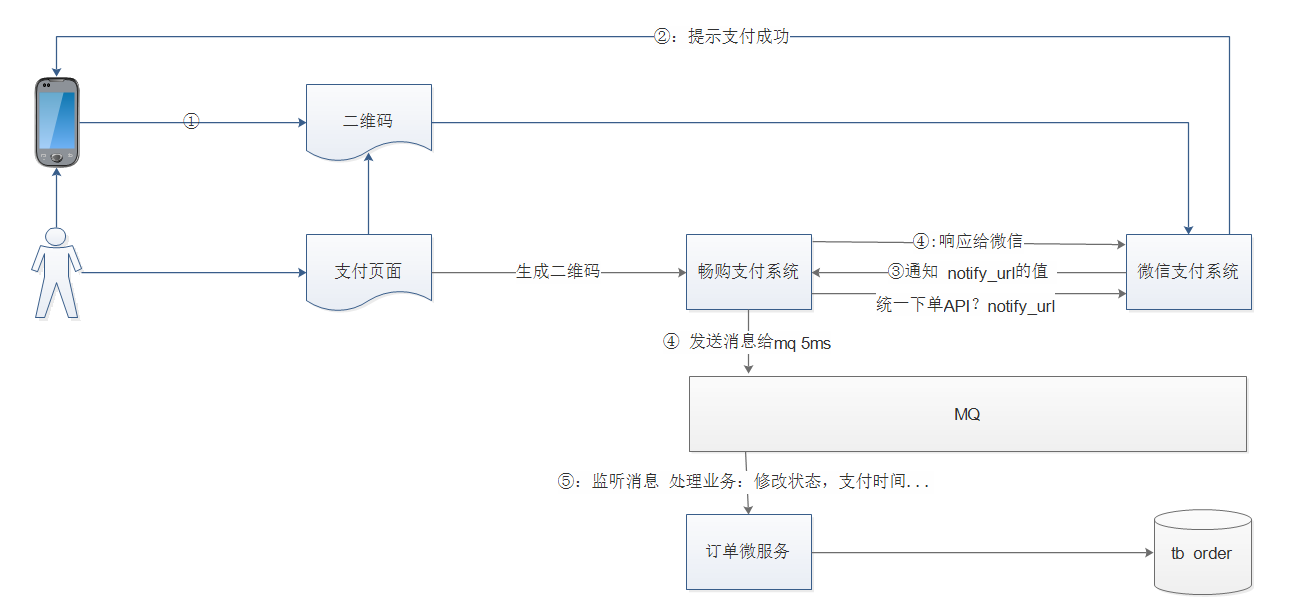 ②：提示支付成功
①
二维码
支付页面
生成二维码
畅购支付系统
④:响应给微信
③通知 notify_url的值
统一下单API？notify_url
微信支付系统
④ 发送消息给mq 5ms
MQ
⑤：监听消息 处理业务：修改状态，支付时间...
订单微服务
tb order